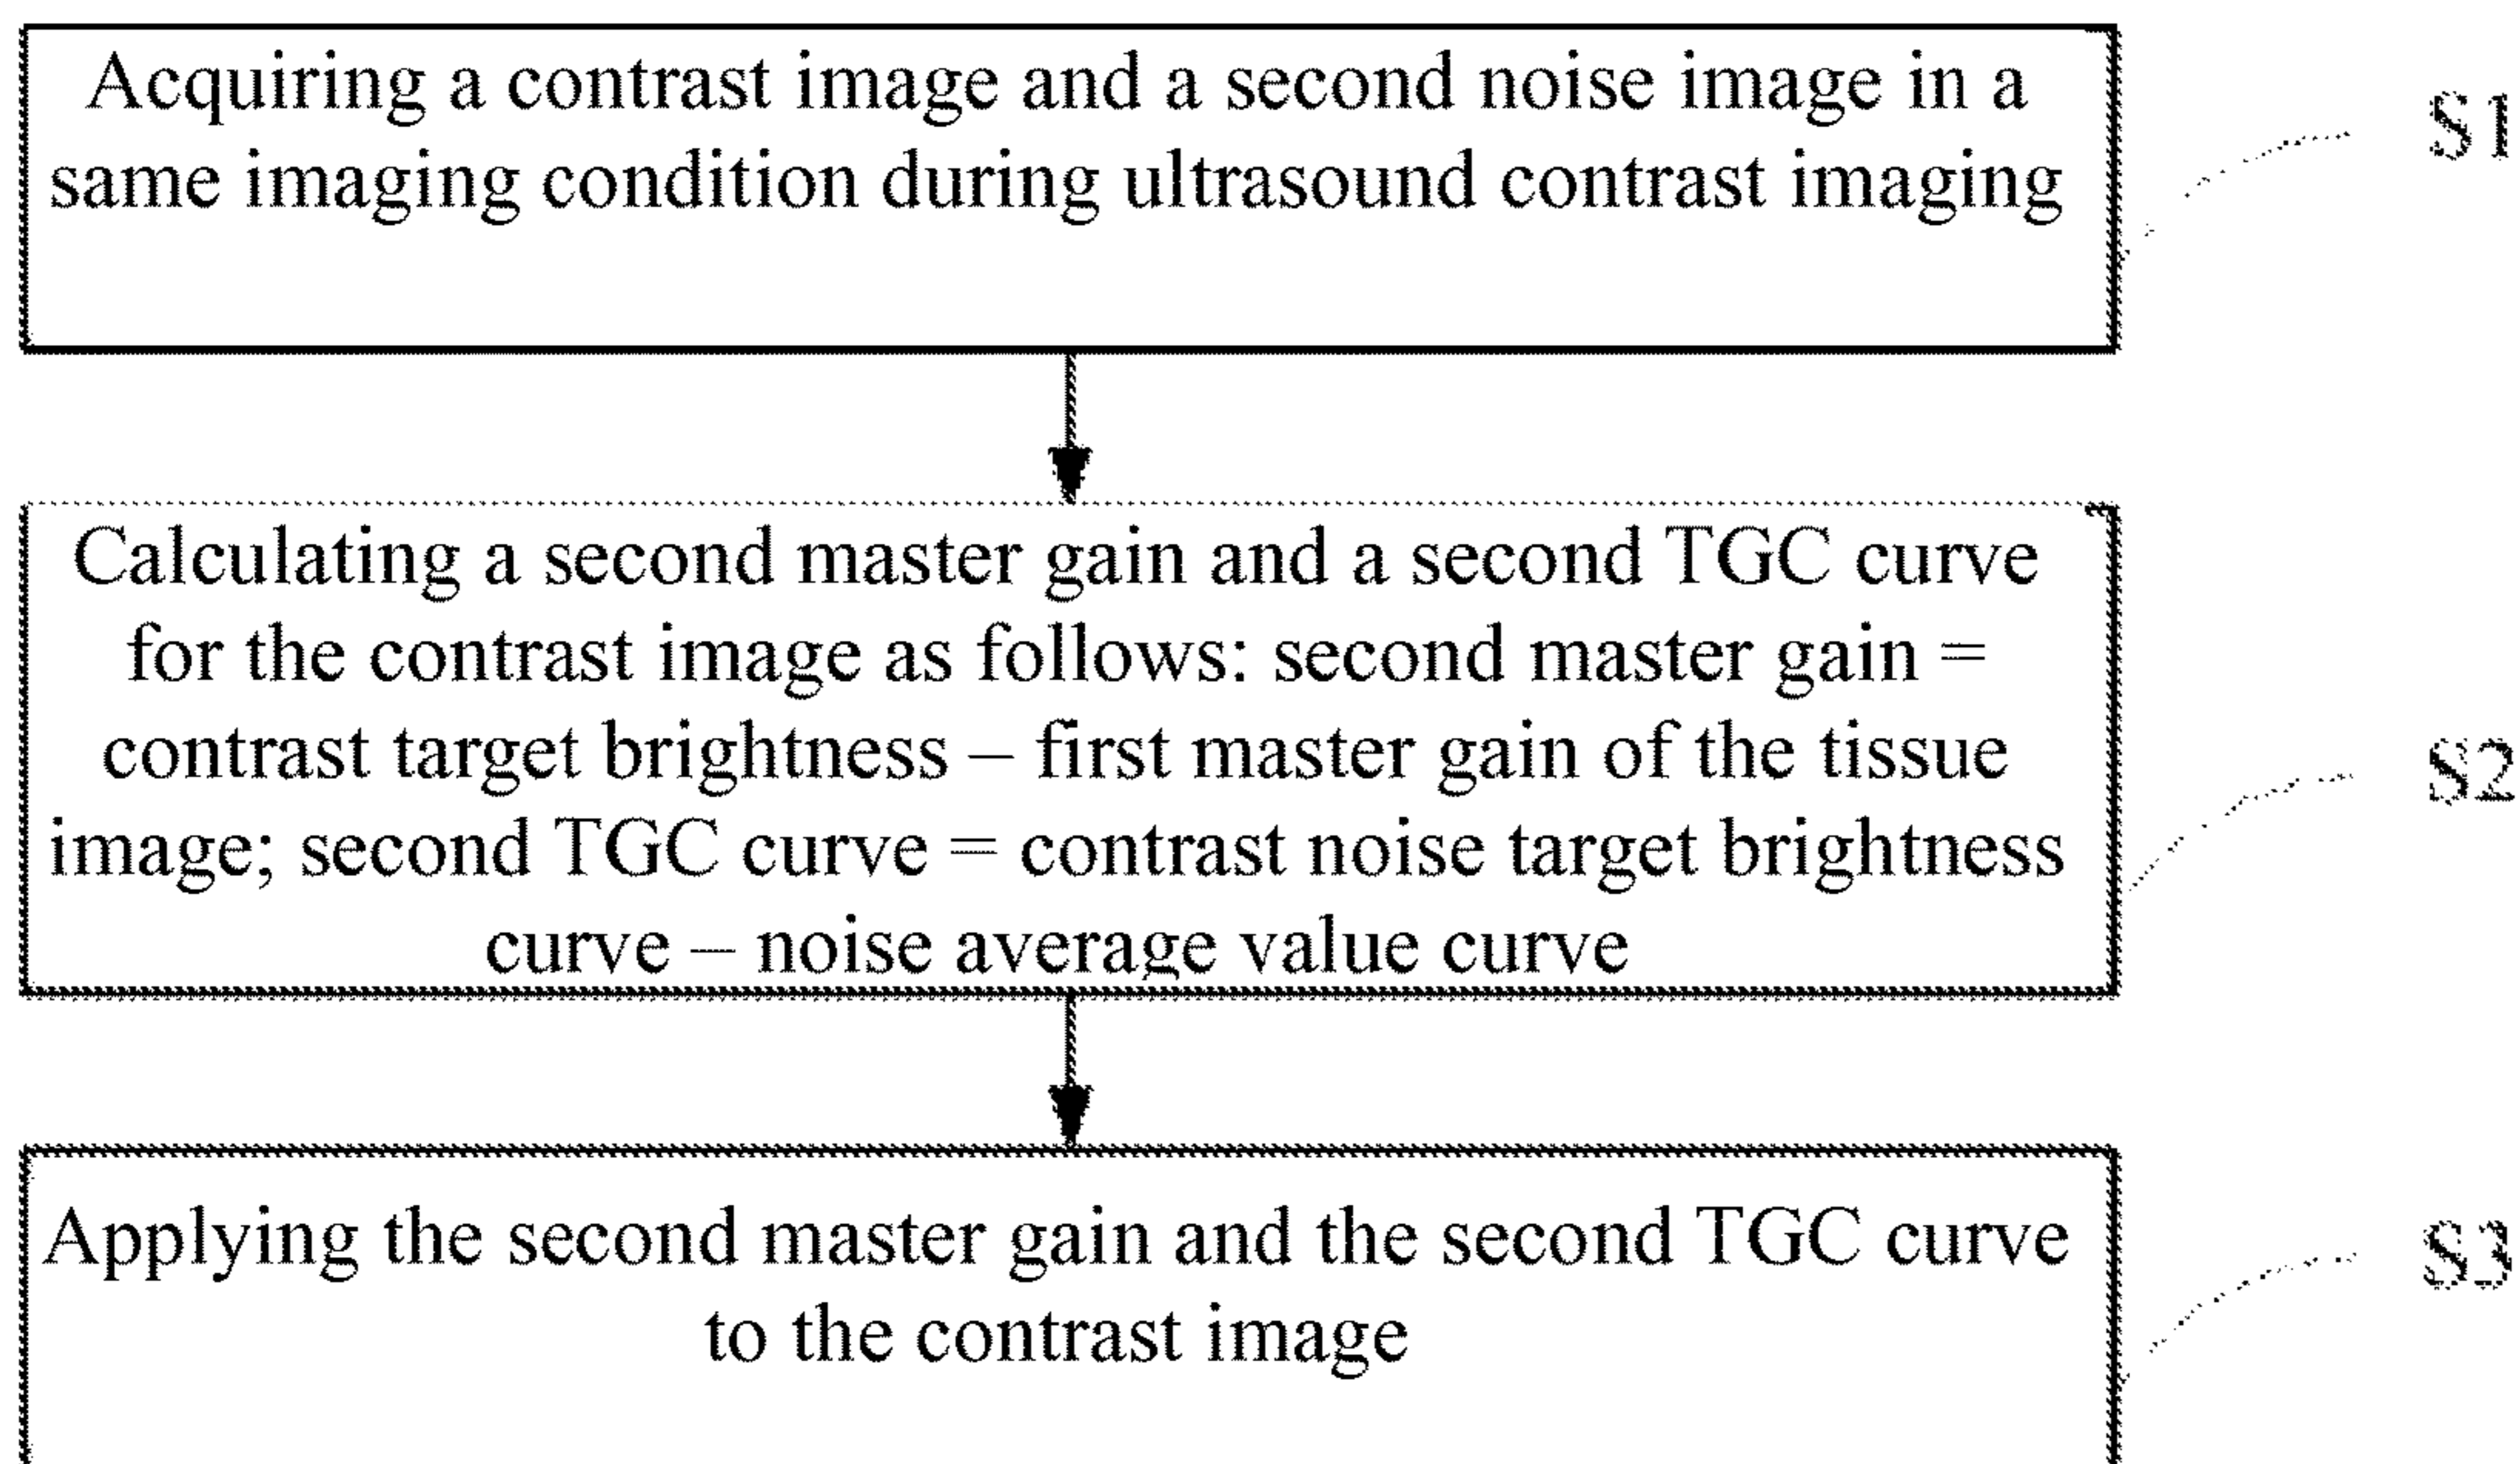 Acquiring a contrast image and a second noise image in a
same imaging condition during ultrasound contrast imaging
S1
Calculating a second master gain and a second TGC curve
for the contrast image as follows: second master gain =
contrast target brightness – first master gain of the tissue
image; second TGC curve = contrast noise target brightness
curve – noise average value curve
S2
Applying the second master gain and the second TGC curve
to the contrast image
S3